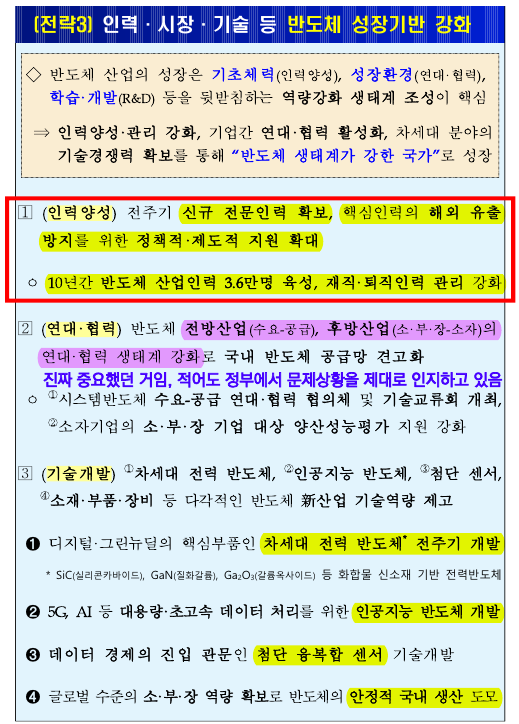 (전략3) 인력·시장·기술 등 반도체 성장기반 강화
◇ 반도체 산업의 성장은 기초체력(인력양성), 성장환경(연대·협력),
학습·개발(R&D) 등을 뒷받침하는 역량강화 생태계 조성이 핵심
⇒ 인력양성·관리 강화, 기업간 연대·협력 활성화, 차세대 분야의
기술경쟁력 확보를 통해 “반도체 생태계가 강한 국가”로 성장
1 (인력양성) 전주기 신규 전문인력 확보, 핵심인력의 해외 유출
방지를 위한 정책적·제도적 지원 확대
ㅇ 10년간 반도체 산업인력 3.6만명 육성, 재직·퇴직인력 관리 강화
2 (연대·협력) 반도체 전방산업(수요-공급), 후방산업(소·부·장-소자)의
연대·협력 생태계 강화로 국내 반도체 공급망 견고화
진짜 중요했던 거임, 적어도 정부에서 문제상황을 제대로 인지하고 있음
ㅇ ①시스템반도체 수요-공급 연대·협력 협의체 및 기술교류회 개최,
②소자기업의 소·부·장 기업 대상 양산성능평가 지원 강화
3 (기술개발) ①차세대 전력 반도체, ②인공지능 반도체, ③첨단 센서,
④소재·부품·장비 등 다각적인 반도체 新산업 기술역량 제고
❶ 디지털·그린뉴딜의 핵심부품인 차세대 전력 반도체* 전주기 개발
* SiC(실리콘카바이드), GaN(질화갈륨), Ga2O3(갈륨옥사이드) 등 화합물 신소재 기반 전력반도체
❷ 5G, AI 등 대용량·초고속 데이터 처리를 위한 인공지능 반도체 개발
❸ 데이터 경제의 진입 관문인 첨단 융복합 센서 기술개발
❹ 글로벌 수준의 소·부·장 역량 확보로 반도체의 안정적 국내 생산 도모